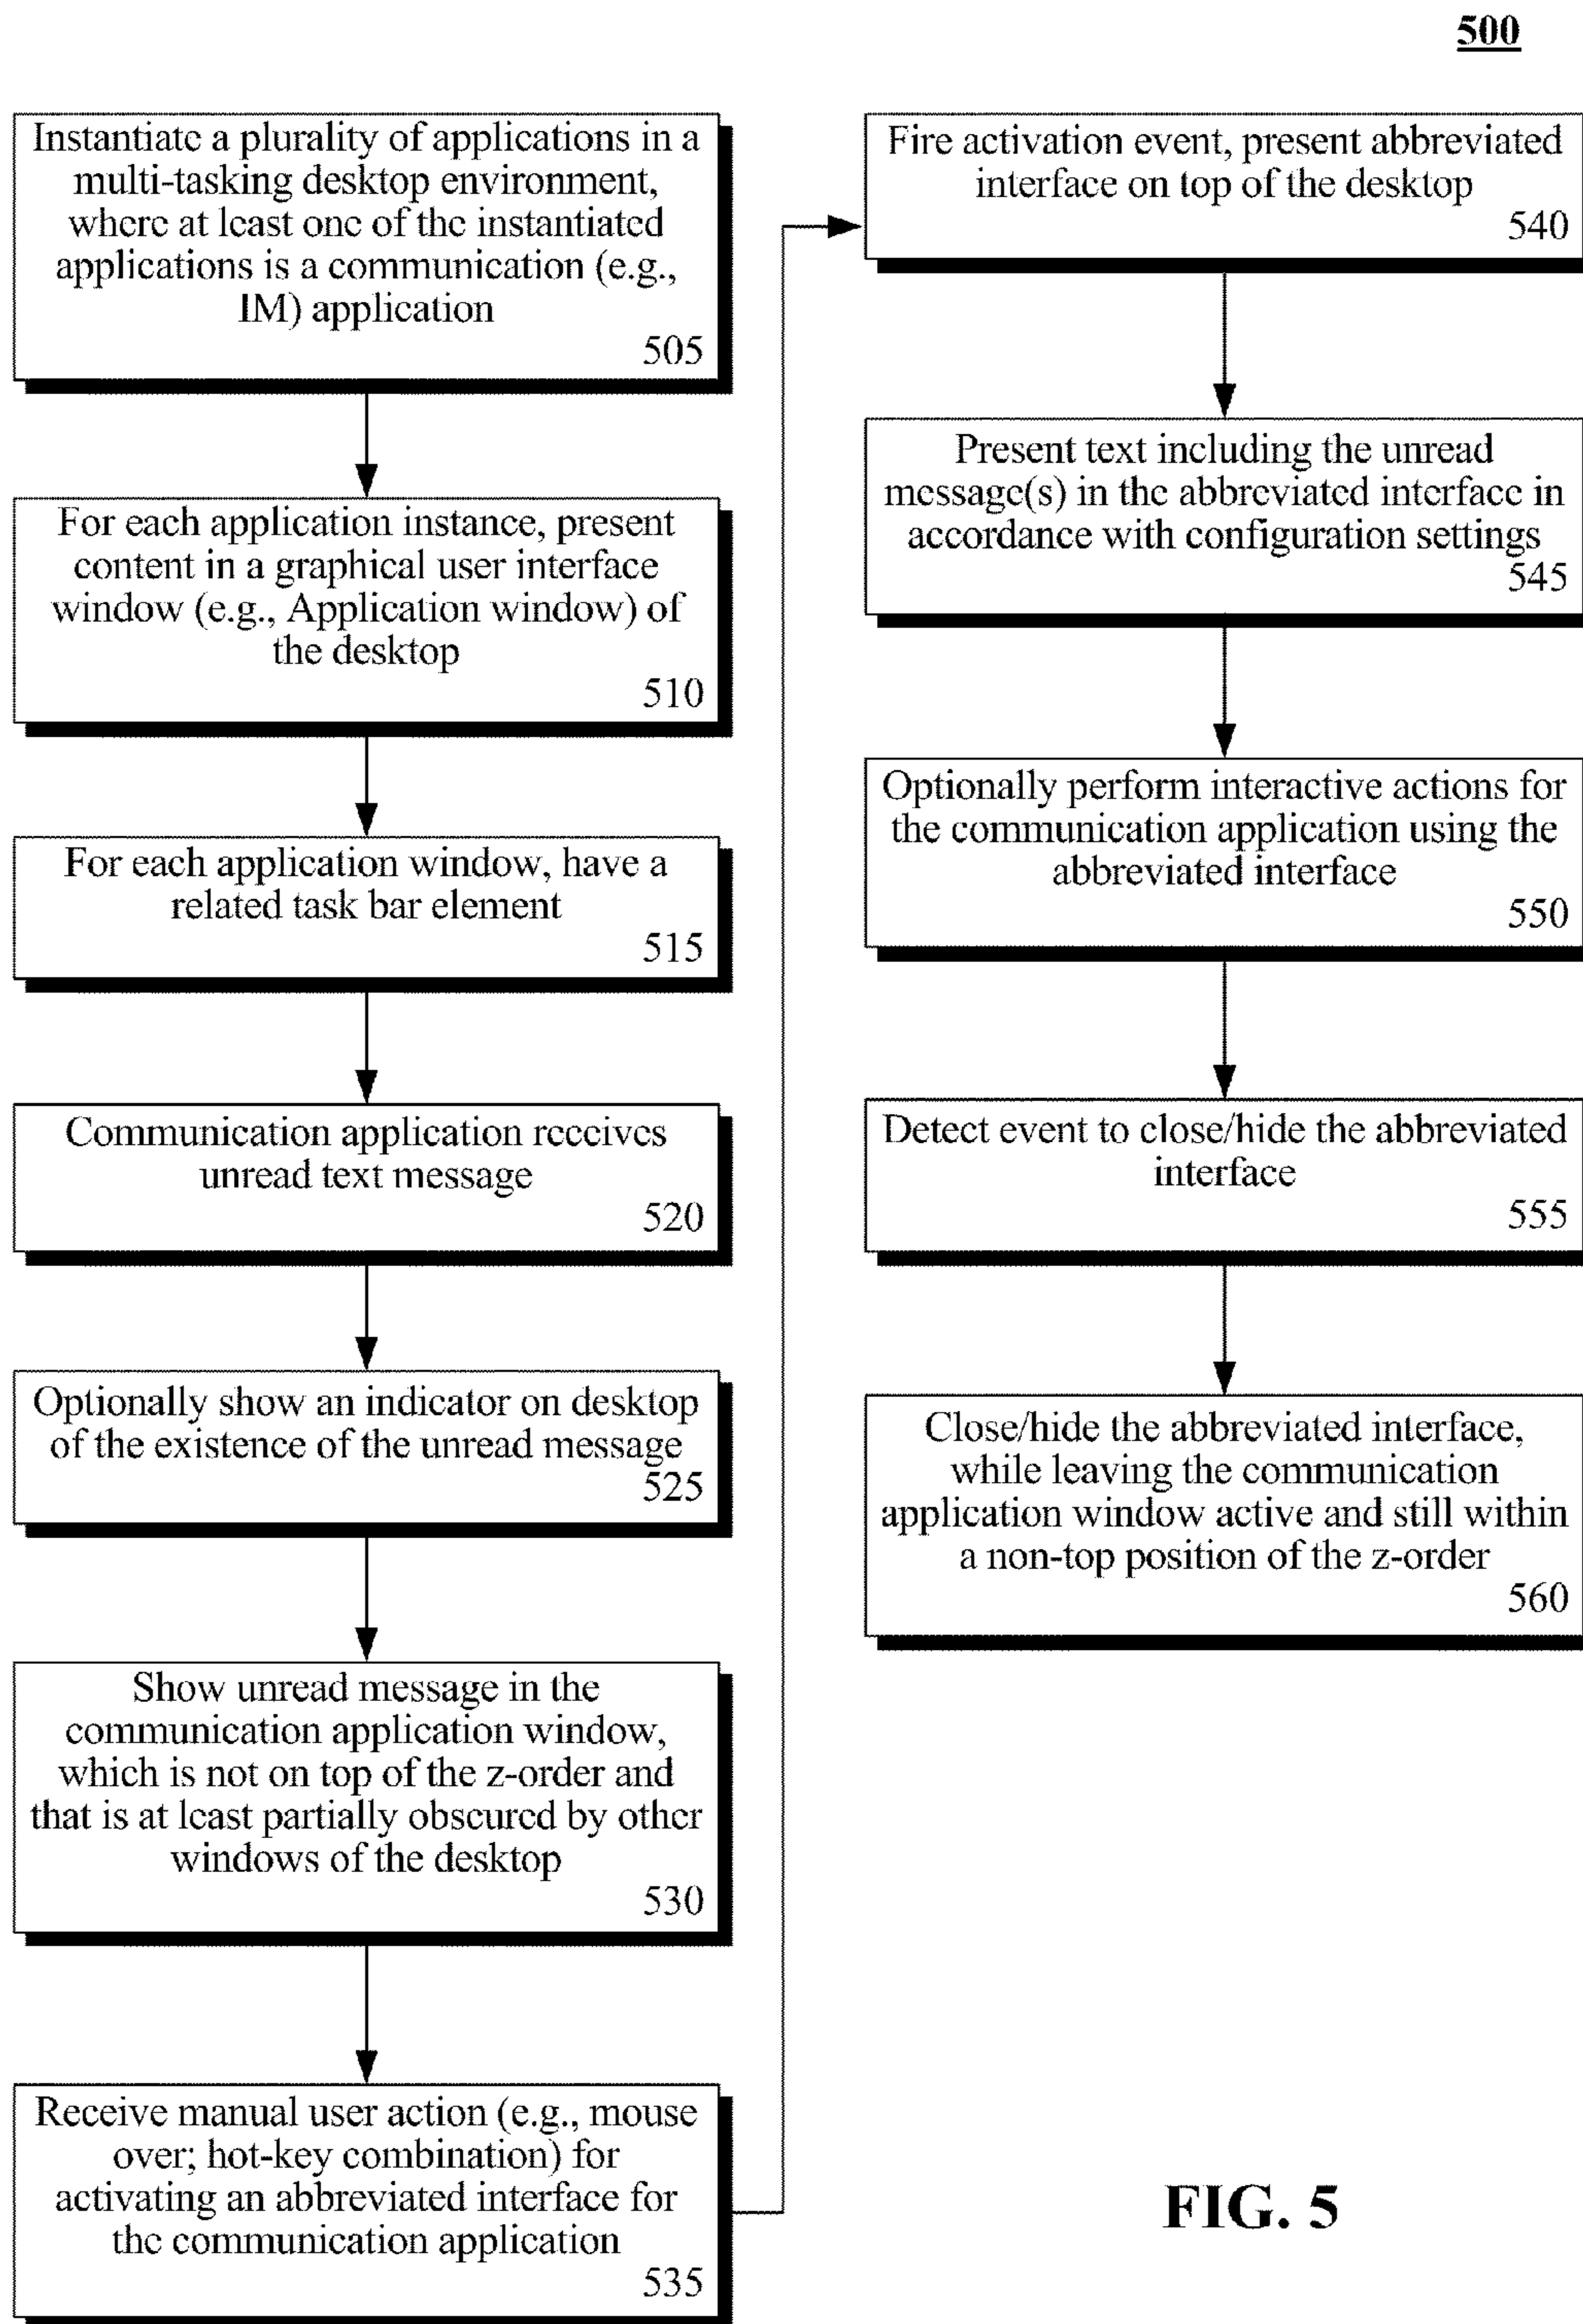 500
Instantiate a plurality of applications in a
multi-tasking desktop environment,
where at least one of the instantiated
applications is a communication (e.g.,
IM) application
505
For each application instance, present
content in a graphical user interface
window (e.g., Application window) of
the desktop
510
For each application window, have a
related task bar element
515
Communication application receives
unread text message
520
Optionally show an indicator on desktop
of the existence of the unread message
525
Show unread message in the
communication application window,
which is not on top of the z-order and
that is at least partially obscured by other
windows of the desktop
530
Receive manual user action (e.g., mouse
over; hot-key combination) for
activating an abbreviated interface for
the communication application
535
Fire activation event, present abbreviated
interface on top of the desktop
540
Present text including the unread
message(s) in the abbreviated interface in
accordance with configuration settings
545
Optionally perform interactive actions for
the communication application using the
abbreviated interface
550
Detect event to close/hide the abbreviated
interface
555
Close/hide the abbreviated interface,
while leaving the communication
application window active and still within
a non-top position of the z-order
560
FIG. 5